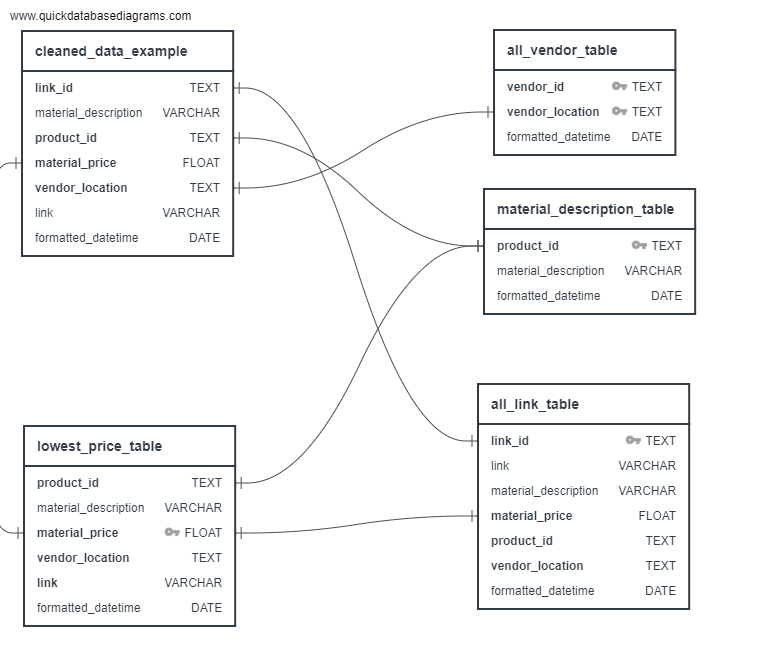 www.quickdatabasediagrams.com
cleaned_data_example
link_id TEXT
material_description VARCHAR
product_id TEXT
material_price FLOAT
vendor_location TEXT
link VARCHAR
formatted_datetime DATE
all_vendor_table
vendor_id TEXT
vendor_location TEXT
formatted_datetime DATE
material_description_table
product_id TEXT
material_description VARCHAR
formatted_datetime DATE
lowest_price_table
product_id TEXT
material_description VARCHAR
material_price FLOAT
vendor_location TEXT
link VARCHAR
formatted_datetime DATE
all_link_table
link_id TEXT
link VARCHAR
material_description VARCHAR
material_price FLOAT
product_id TEXT
vendor_location TEXT
formatted_datetime DATE